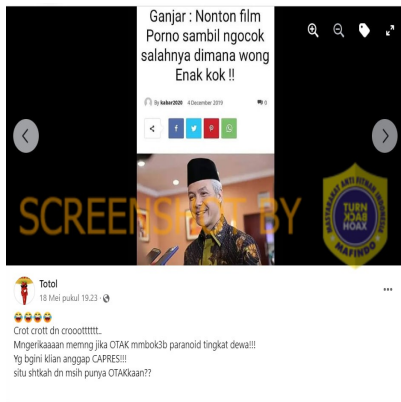 Ganjar : Nonton film
Porno sambil ngocok
salahnya dimana wong
Enak kok !!
By kabar2020 4.December 2019 6
SCREENSHOT BY
MASYARAKAT ANTI FITNAH INDONESIA
TURN
BACK
HOAX
MAFINDO
Totol
18 Mei pukul 19.23
Crot crott dn croootttttt..
Mngerikaaaan memng jika OTAK mmbok3b paranoid tingkat dewa!!!
Yg bgini klian anggap CAPRES!!!
situ shtkah dn msih punya OTAKkaan??